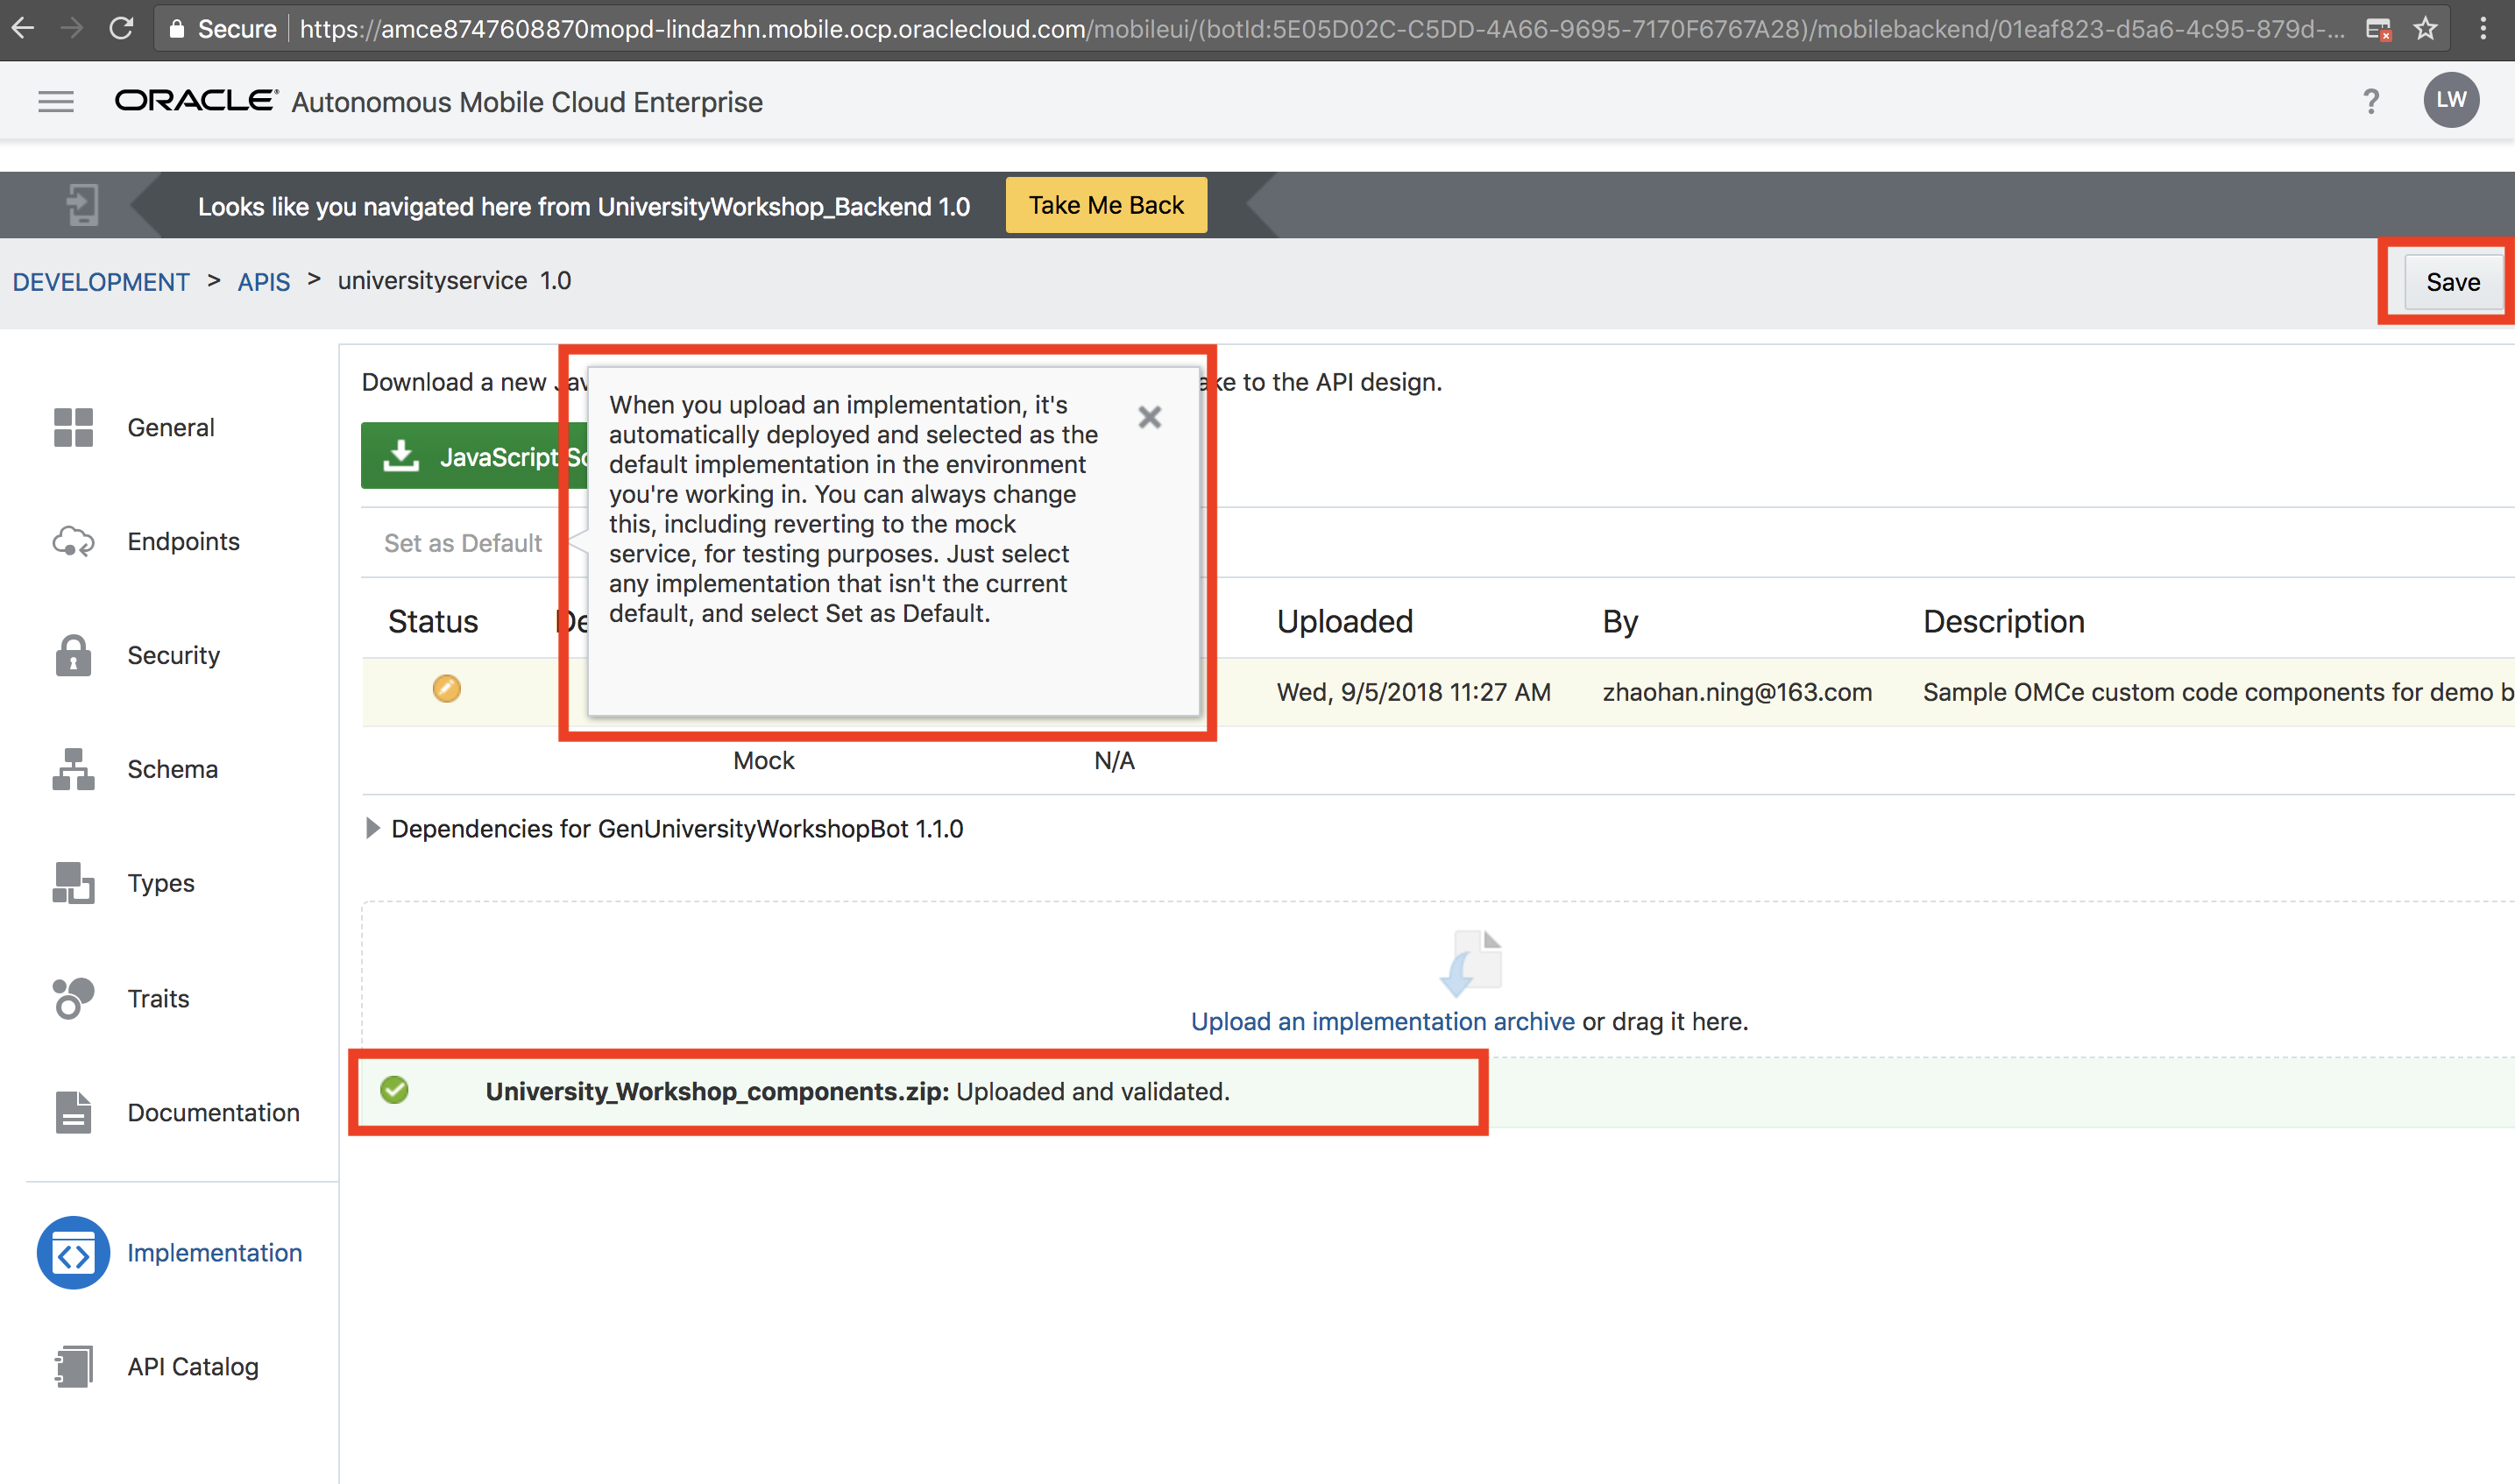 Secure https://amce8747608870mopd-lindazhn.mobile.ocp.oraclecloud.com/mobileui/(botId:5E05D02C-C5DD-4A66-9695-7170F6767A28)/mobilebackend/01eaf823-d5a6-4c95-879d-...
ORACLE® Autonomous Mobile Cloud Enterprise
? LW
Looks like you navigated here from UniversityWorkshop_Backend 1.0 Take Me Back
DEVELOPMENT > APIS > universityservice 1.0 Save
Download a new Jav ake to the API design.
JavaScript Sc
Set as Default
When you upload an implementation, it's
automatically deployed and selected as the
default implementation in the environment
you're working in. You can always change
this, including reverting to the mock
service, for testing purposes. Just select
any implementation that isn't the current
default, and select Set as Default.
Status De Uploaded By Description
Wed, 9/5/2018 11:27 AM zhaohan.ning@163.com Sample OMCe custom code components for demo b
Mock N/A
Dependencies for GenUniversityWorkshopBot 1.1.0
Upload an implementation archive or drag it here.
University_Workshop_components.zip: Uploaded and validated.
General
Endpoints
Security
Schema
Types
Traits
Documentation
Implementation
API Catalog